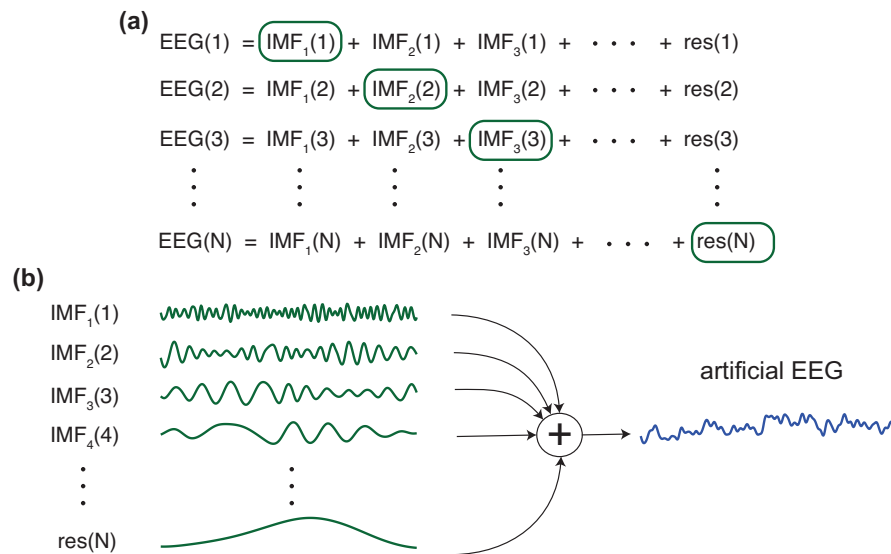 (a)
EEG(1) = IMF₁(1) + IMF₂(1) + IMF₃(1) + · · · + res(1)
EEG(2) = IMF₁(2) + IMF₂(2) + IMF₃(2) + · · · + res(2)
EEG(3) = IMF₁(3) + IMF₂(3) + IMF₃(3) + · · · + res(3)
EEG(N) = IMF₁(N) + IMF₂(N) + IMF₃(N) + · · · + res(N)
(b)
IMF₁(1)
IMF₂(2)
IMF₃(3)
IMF₄(4)
res(N)
+
artificial EEG